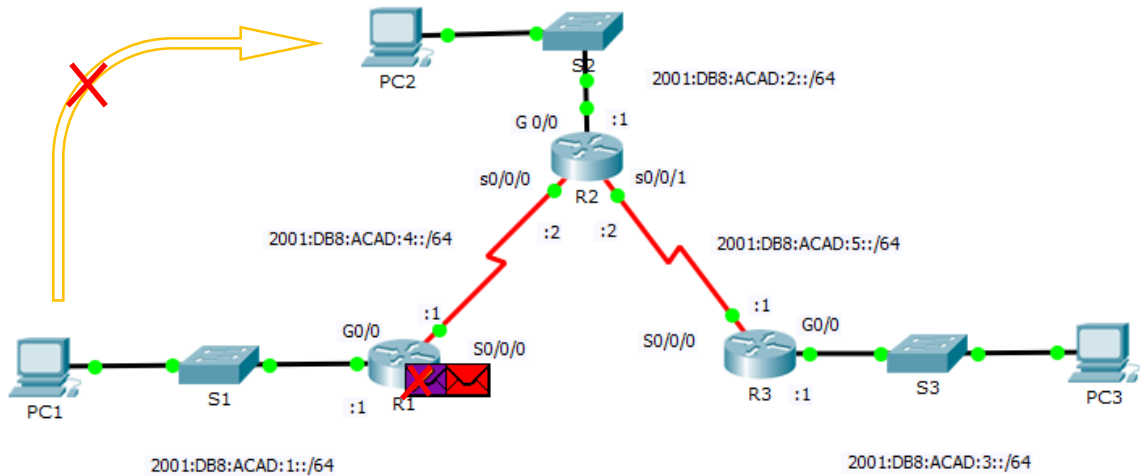 PC2
S2
2001:DB8:ACAD:2::/64
G 0/0
:1
s0/0/0
s0/0/1
R2
:2
:2
2001:DB8:ACAD:4::/64
2001:DB8:ACAD:5::/64
:1
:1
G0/0
S0/0/0
S0/0/0
G0/0
PC1
S1
:1
R1
R3
:1
S3
PC3
2001:DB8:ACAD:1::/64
2001:DB8:ACAD:3::/64